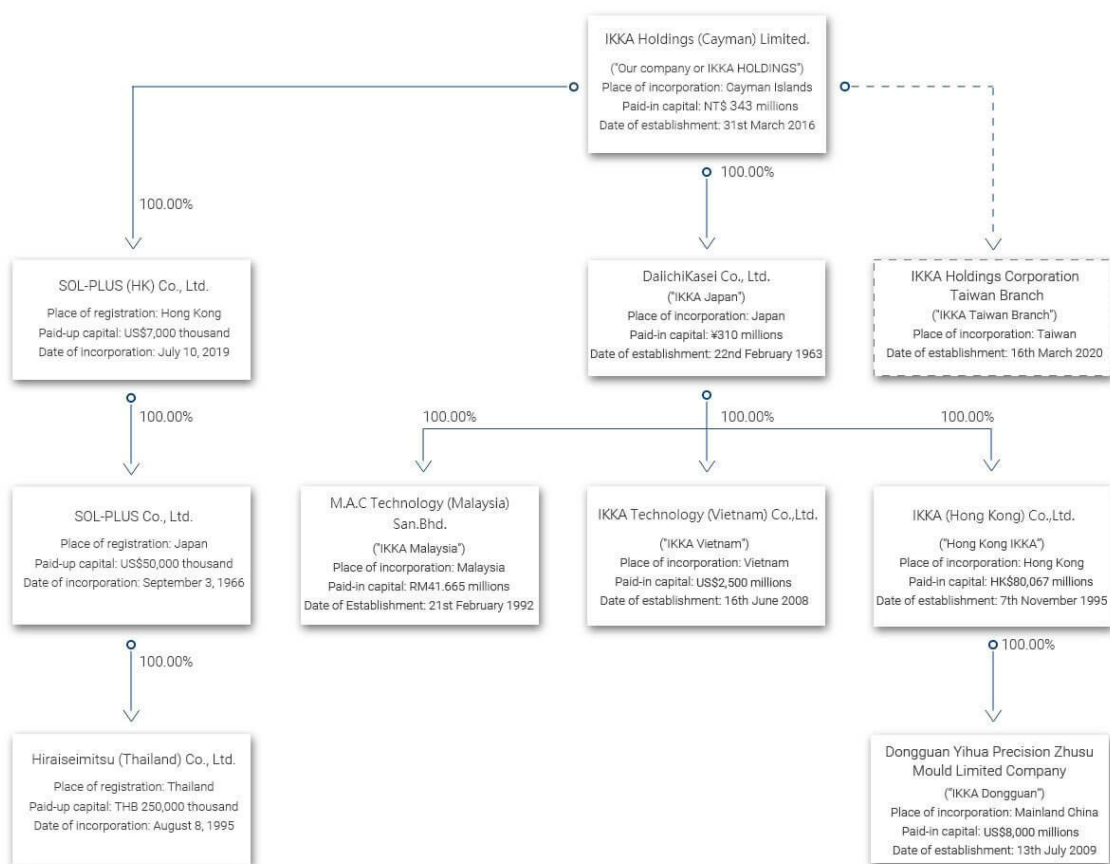 IKKA Holdings (Cayman) Limited.
("Our company or IKKA HOLDINGS")
Place of incorporation: Cayman Islands
Paid-in capital: NT$ 343 millions
Date of establishment: 31st March 2016
100.00%
100.00%
SOL-PLUS (HK) Co., Ltd.
Place of registration: Hong Kong
Paid-up capital: US$7,000 thousand
Date of incorporation: July 10, 2019
DaiichiKasei Co., Ltd.
("IKKA Japan")
Place of incorporation: Japan
Paid-in capital: ¥310 millions
Date of establishment: 22nd February 1963
IKKA Holdings Corporation
Taiwan Branch
("IKKA Taiwan Branch")
Place of incorporation: Taiwan
Date of establishment: 16th March 2020
100.00%
100.00%
100.00%
100.00%
SOL-PLUS Co., Ltd.
Place of registration: Japan
Paid-up capital: US$50,000 thousand
Date of incorporation: September 3, 1966
M.A.C Technology (Malaysia)
San.Bhd.
("IKKA Malaysia")
Place of incorporation: Malaysia
Paid-in capital: RM41.665 millions
Date of Establishment: 21st February 1992
IKKA Technology (Vietnam) Co.,Ltd.
("IKKA Vietnam")
Place of incorporation: Vietnam
Paid-in capital: US$2,500 millions
Date of establishment: 16th June 2008
IKKA (Hong Kong) Co.,Ltd.
("Hong Kong IKKA")
Place of incorporation: Hong Kong
Paid-in capital: HK$80,067 millions
Date of establishment: 7th November 1995
100.00%
100.00%
Hiraiseimitsu (Thailand) Co., Ltd.
Place of registration: Thailand
Paid-up capital: THB 250,000 thousand
Date of incorporation: August 8, 1995
Dongguan Yihua Precision Zhusu
Mould Limited Company
("IKKA Dongguan")
Place of incorporation: Mainland China
Paid-in capital: US$8,000 millions
Date of establishment: 13th July 2009